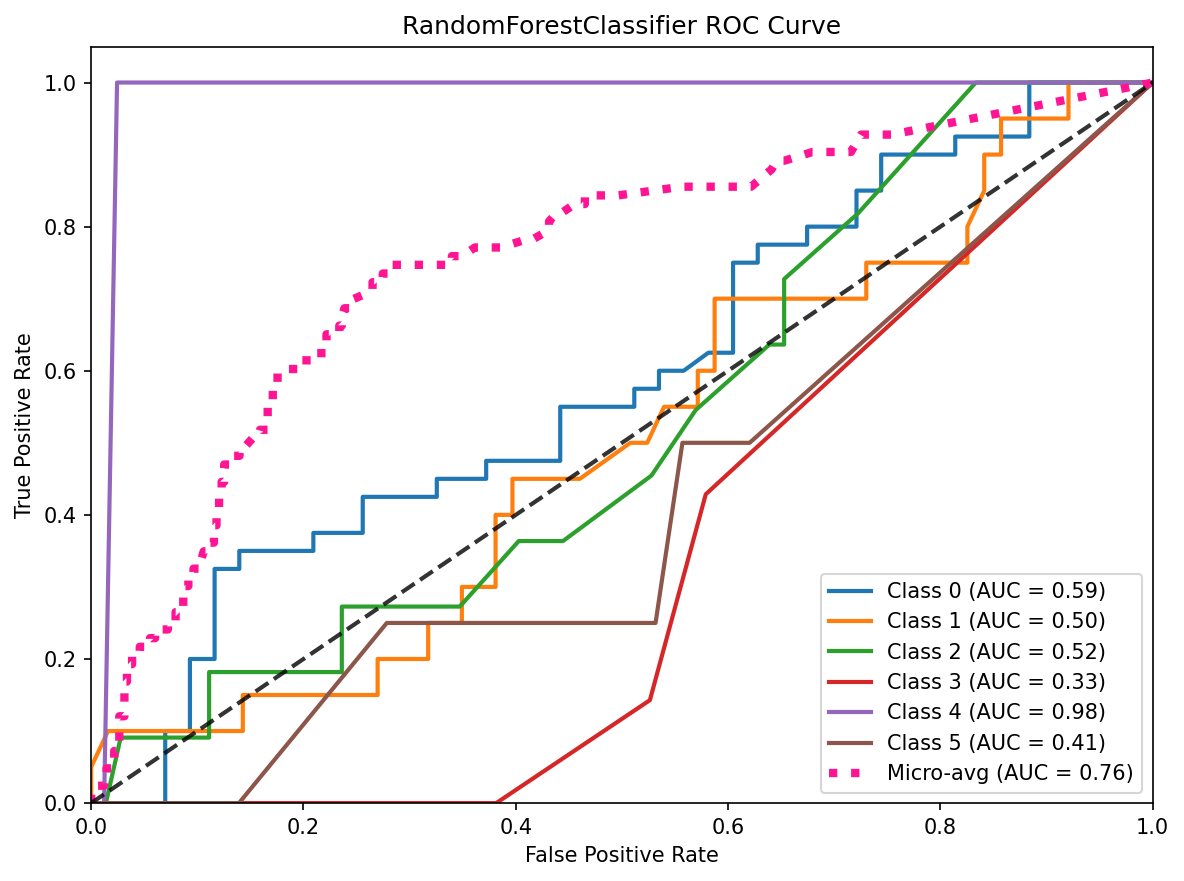 RandomForestClassifier ROC Curve
True Positive Rate
1.0
0.8
0.6
0.4
0.2
0.0
0.0 0.2 0.4 0.6 0.8 1.0
False Positive Rate
Class 0 (AUC = 0.59)
Class 1 (AUC = 0.50)
Class 2 (AUC = 0.52)
Class 3 (AUC = 0.33)
Class 4 (AUC = 0.98)
Class 5 (AUC = 0.41)
Micro-avg (AUC = 0.76)